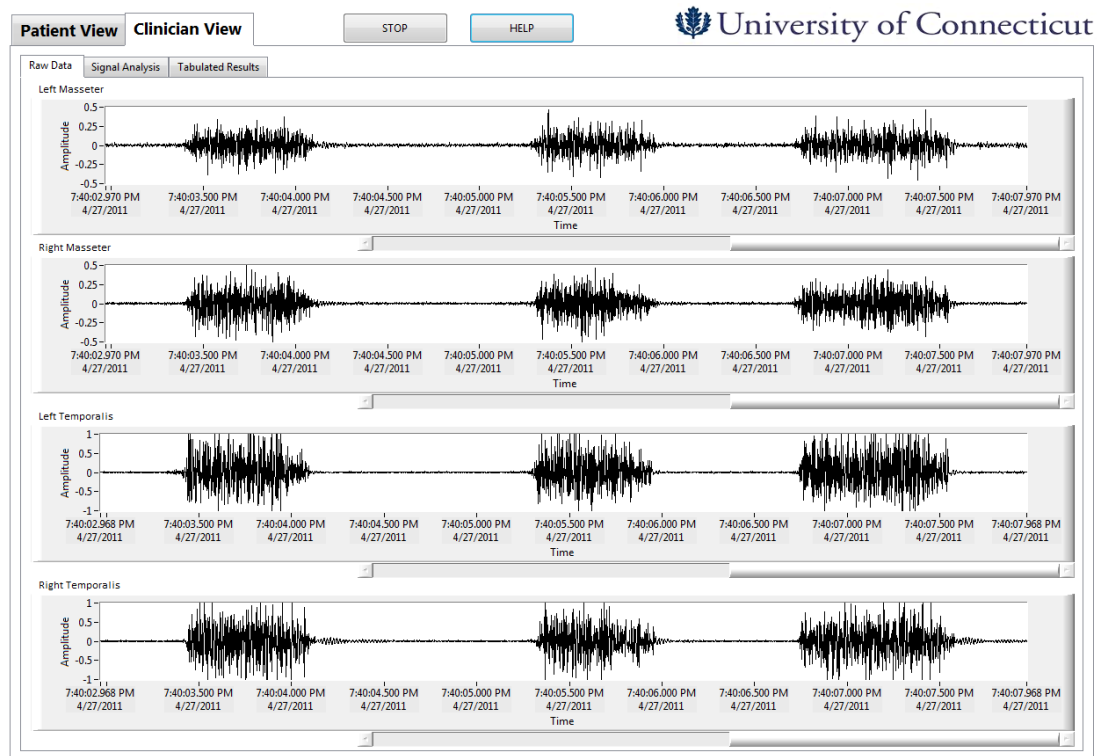 Patient View Clinician View STOP HELP University of Connecticut
Raw Data Signal Analysis Tabulated Results
Left Masseter
0.5
0.25
0
-0.25
-0.5
Amplitude
7:40:02.970 PM 7:40:03.500 PM 7:40:04.000 PM 7:40:04.500 PM 7:40:05.000 PM 7:40:05.500 PM 7:40:06.000 PM 7:40:06.500 PM 7:40:07.000 PM 7:40:07.500 PM 7:40:07.970 PM
4/27/2011 4/27/2011 4/27/2011 4/27/2011 4/27/2011 4/27/2011 4/27/2011 4/27/2011 4/27/2011 4/27/2011 4/27/2011
Time
Right Masseter
0.5
0.25
0
-0.25
-0.5
Amplitude
7:40:02.970 PM 7:40:03.500 PM 7:40:04.000 PM 7:40:04.500 PM 7:40:05.000 PM 7:40:05.500 PM 7:40:06.000 PM 7:40:06.500 PM 7:40:07.000 PM 7:40:07.500 PM 7:40:07.970 PM
4/27/2011 4/27/2011 4/27/2011 4/27/2011 4/27/2011 4/27/2011 4/27/2011 4/27/2011 4/27/2011 4/27/2011 4/27/2011
Time
Left Temporalis
1
0.5
0
-0.5
-1
Amplitude
7:40:02.968 PM 7:40:03.500 PM 7:40:04.000 PM 7:40:04.500 PM 7:40:05.000 PM 7:40:05.500 PM 7:40:06.000 PM 7:40:06.500 PM 7:40:07.000 PM 7:40:07.500 PM 7:40:07.968 PM
4/27/2011 4/27/2011 4/27/2011 4/27/2011 4/27/2011 4/27/2011 4/27/2011 4/27/2011 4/27/2011 4/27/2011 4/27/2011
Time
Right Temporalis
1
0.5
0
-0.5
-1
Amplitude
7:40:02.968 PM 7:40:03.500 PM 7:40:04.000 PM 7:40:04.500 PM 7:40:05.000 PM 7:40:05.500 PM 7:40:06.000 PM 7:40:06.500 PM 7:40:07.000 PM 7:40:07.500 PM 7:40:07.968 PM
4/27/2011 4/27/2011 4/27/2011 4/27/2011 4/27/2011 4/27/2011 4/27/2011 4/27/2011 4/27/2011 4/27/2011 4/27/2011
Time